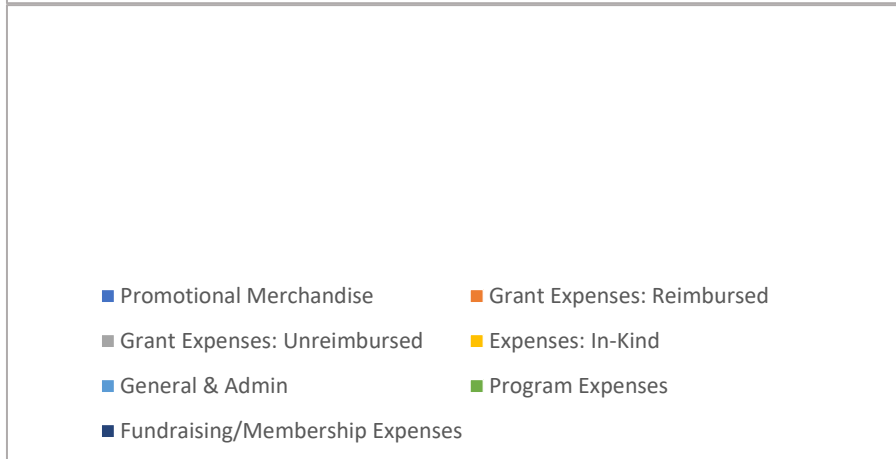 Promotional Merchandise Grant Expenses: Reimbursed
Grant Expenses: Unreimbursed Expenses: In-Kind
General & Admin Program Expenses
Fundraising/Membership Expenses